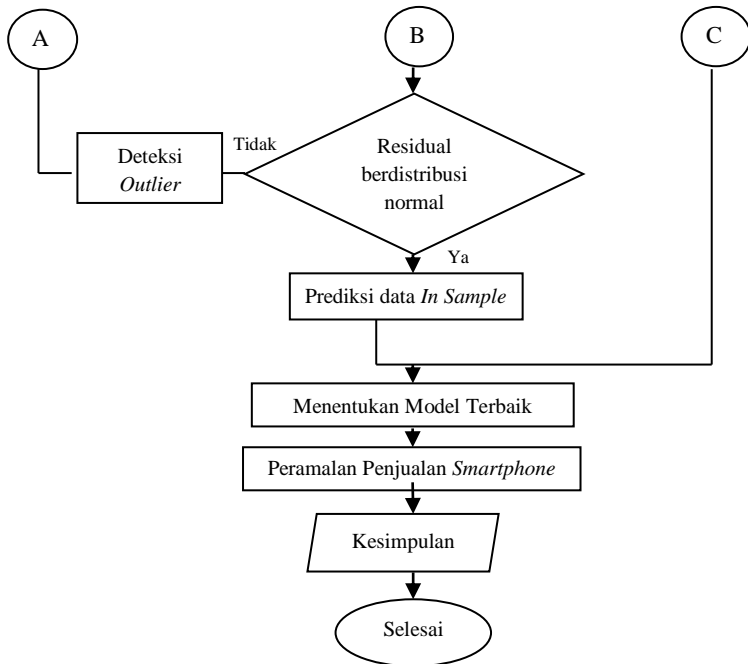 A
B
C
Tidak
Deteksi
Outlier
Residual
berdistribusi
normal
Ya
Prediksi data In Sample
Menentukan Model Terbaik
Peramalan Penjualan Smartphone
Kesimpulan
Selesai